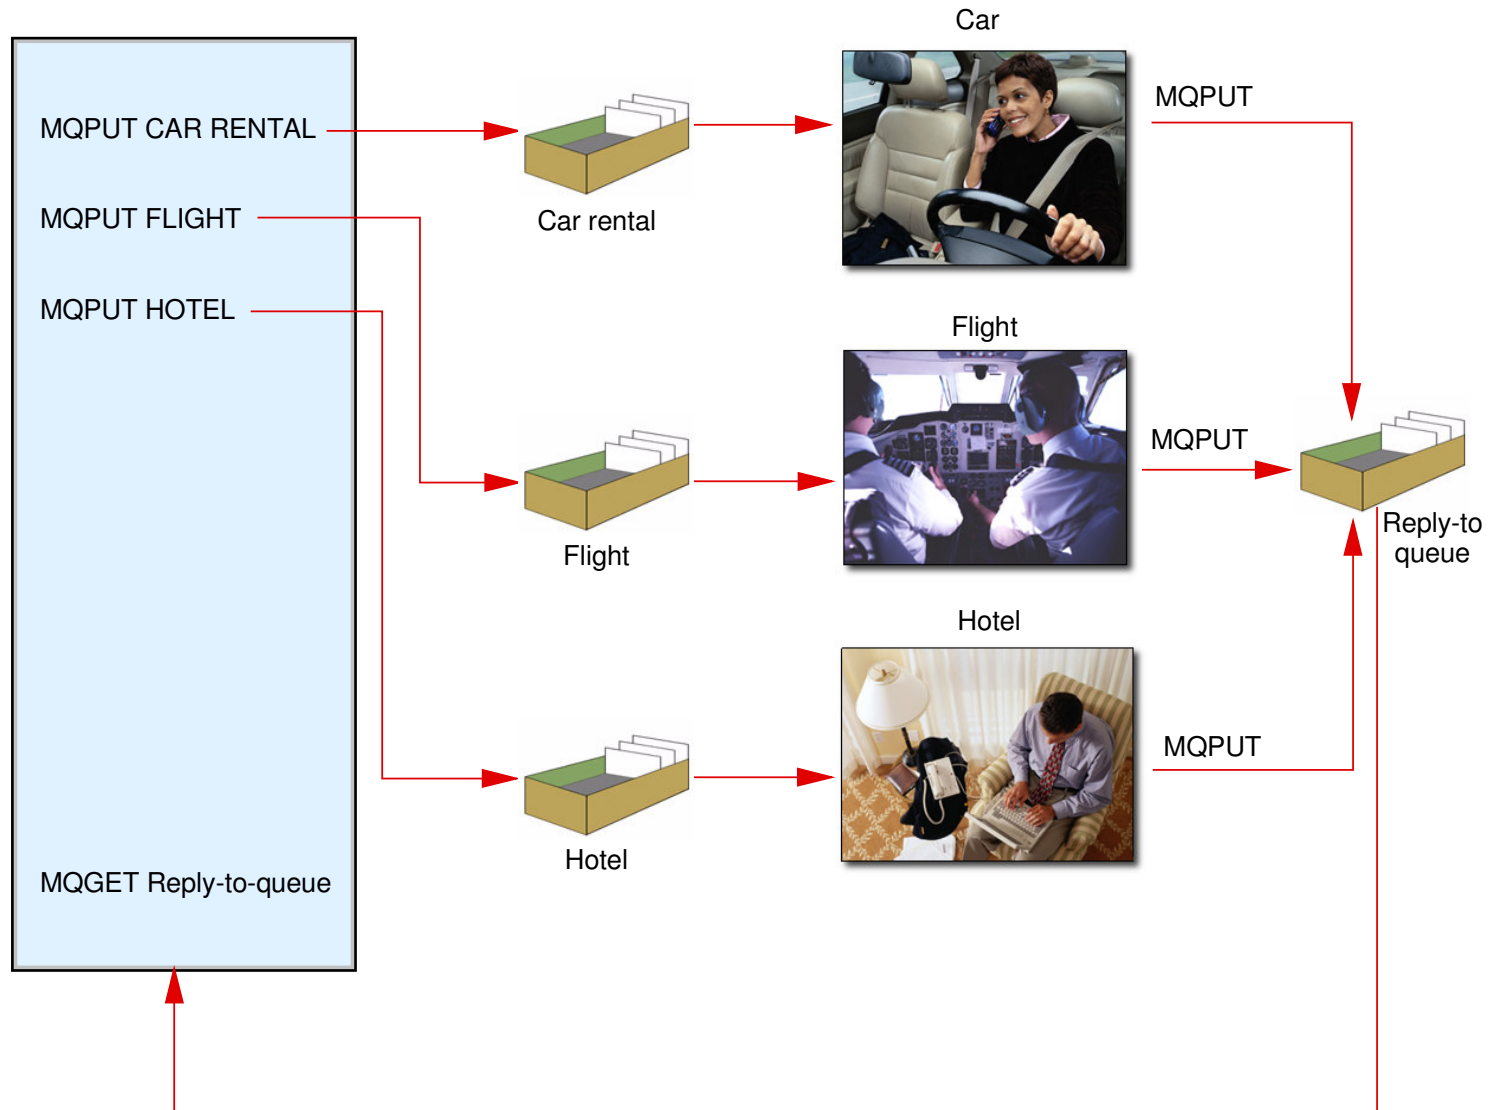 Car
MQPUT CAR RENTAL
MQPUT
Car rental
MQPUT FLIGHT
MQPUT HOTEL
Flight
MQPUT
Flight
Reply-to
queue
Hotel
MQPUT
Hotel
MQGET Reply-to-queue